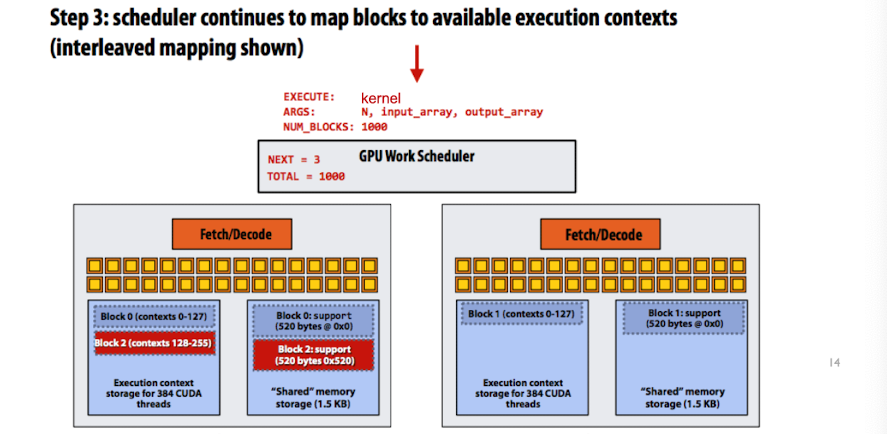 Step 3: scheduler continues to map blocks to available execution contexts
(interleaved mapping shown)
EXECUTE: kernel
ARGS: N, input_array, output_array
NUM_BLOCKS: 1000
GPU Work Scheduler
NEXT = 3
TOTAL = 1000
Fetch/Decode
Block 0 (contexts 0-127)
Block 2 (contexts 128-255)
Execution context
storage for 384 CUDA
threads
Block 0: support
(520 bytes @ 0x0)
Block 2: support
(520 bytes 0x520)
"Shared" memory
storage (1.5 KB)
Fetch/Decode
Block 1 (contexts 0-127)
Execution context
storage for 384 CUDA
threads
Block 1: support
(520 bytes @ 0x0)
"Shared" memory
storage (1.5 KB)
14